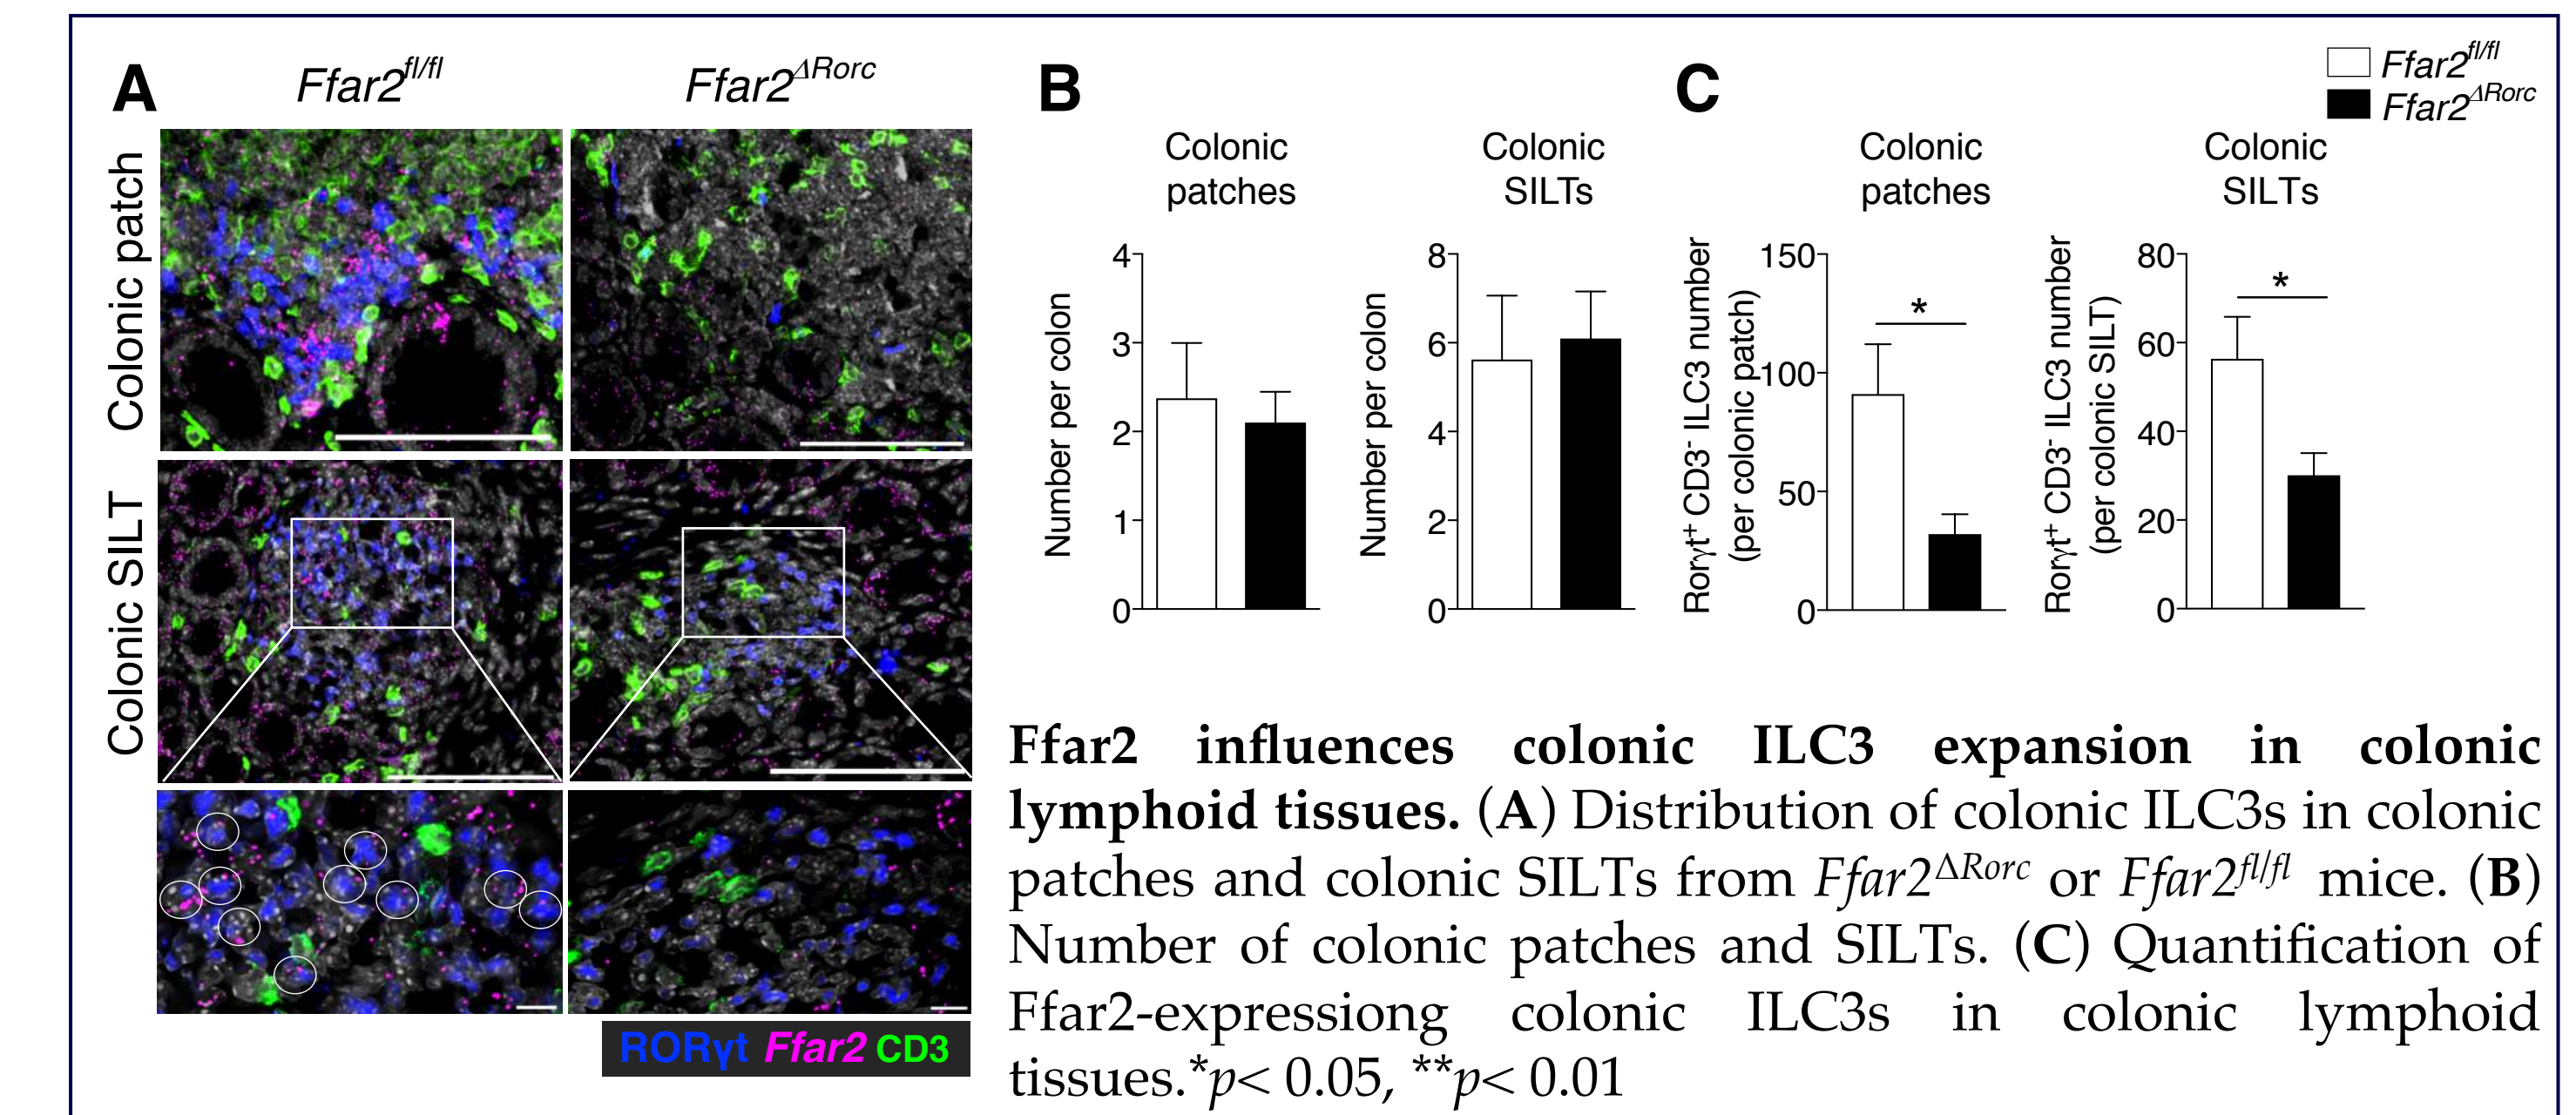 A
Ffar2fl/fl
Ffar2ΔRorc
Colonic patch
Colonic SILT
RORγt Ffar2 CD3
B
Colonic
patches
Number per colon
4
3
2
1
0
Colonic
SILTs
Number per colon
8
6
4
2
0
C
Ffar2fl/fl
Ffar2ΔRorc
Colonic
patches
Rorγt+ CD3- ILC3 number
(per colonic patch)
150
100
50
0
*
Colonic
SILTs
Rorγt+ CD3- ILC3 number
(per colonic SILT)
80
60
40
20
0
*
Ffar2 influences colonic ILC3 expansion in colonic
lymphoid tissues. (A) Distribution of colonic ILC3s in colonic
patches and colonic SILTs from Ffar2ΔRorc or Ffar2fl/fl mice. (B)
Number of colonic patches and SILTs. (C) Quantification of
Ffar2-expressiong colonic ILC3s in colonic lymphoid
tissues.*p< 0.05, **p< 0.01